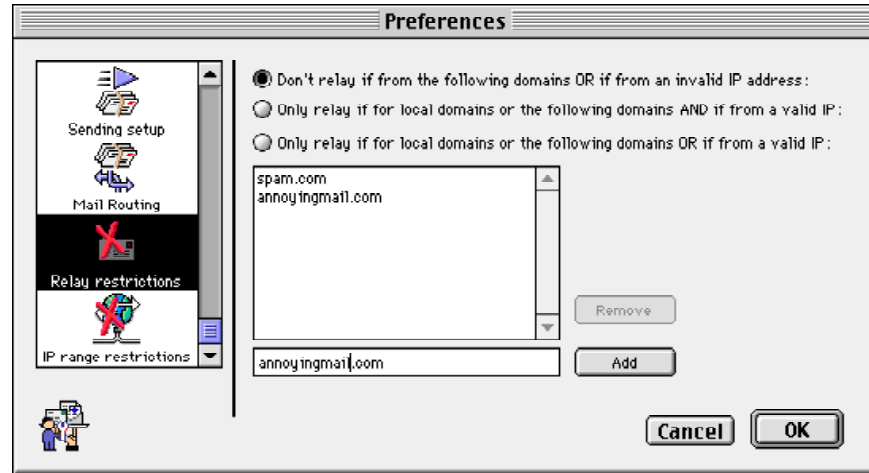 Preferences
Sending setup
Mail Routing
Relay restrictions
IP range restrictions
Don't relay if from the following domains OR if from an invalid IP address:
Only relay if for local domains or the following domains AND if from a valid IP:
Only relay if for local domains or the following domains OR if from a valid IP:
spam.com
annoyingmail.com
Remove
annoyingmail.com
Add
Cancel
OK